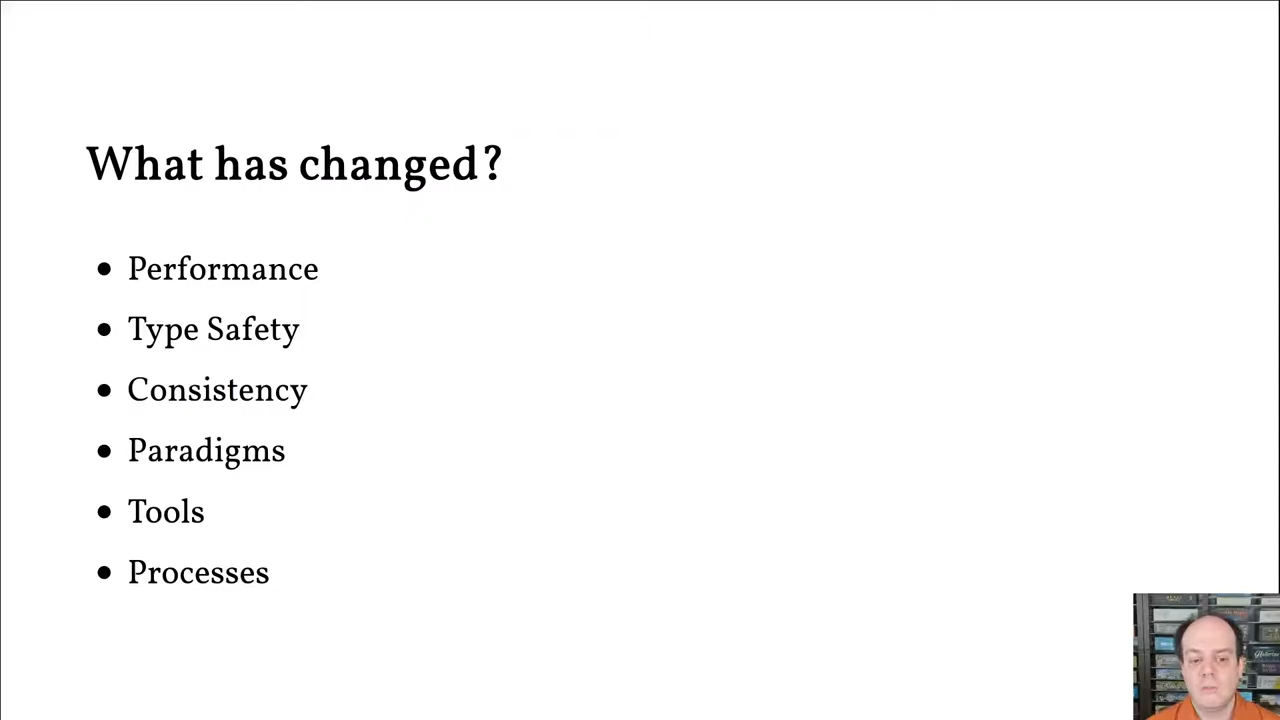 What has changed?
• Performance
• Type Safety
• Consistency
• Paradigms
• Tools
• Processes